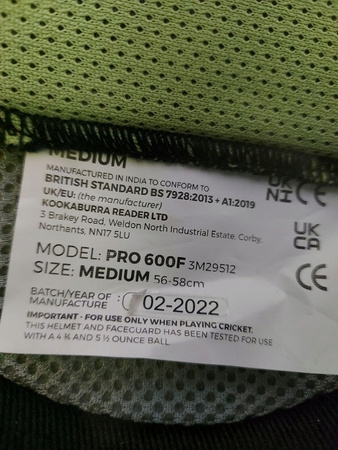 MEDIUM
MANUFACTURED IN INDIA TO CONFORM TO
BRITISH STANDARD BS 7928:2013 + A1:2019
UK/EU: (the manufacturer)
KOOKABURRA READER LTD
3 Brakey Road, Weldon North Industrial Estate, Corby,
Northants, NN17 5LU
MODEL: PRO 600F 3M29512
SIZE: MEDIUM 56-58cm
BATCH/YEAR OF
MANUFACTURE : 02-2022
IMPORTANT - FOR USE ONLY WHEN PLAYING CRICKET.
THIS HELMET AND FACEGUARD HAS BEEN TESTED FOR USE
WITH A 4 ¾ AND 5 ½ OUNCE BALL
NI CE
UK
CA
CE